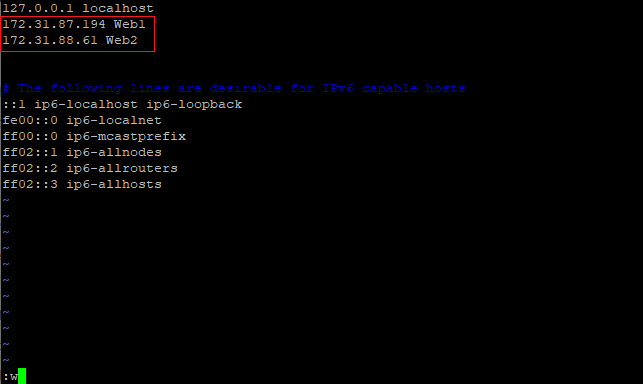 127.0.0.1 localhost
172.31.87.194 Web1
172.31.88.61 Web2
# The following lines are desirable for IPv6 capable hosts
::1 ip6-localhost ip6-loopback
fe00::0 ip6-localnet
ff00::0 ip6-mcastprefix
ff02::1 ip6-allnodes
ff02::2 ip6-allrouters
ff02::3 ip6-allhosts
~
~
~
~
~
~
~
~
~
~
~
:w